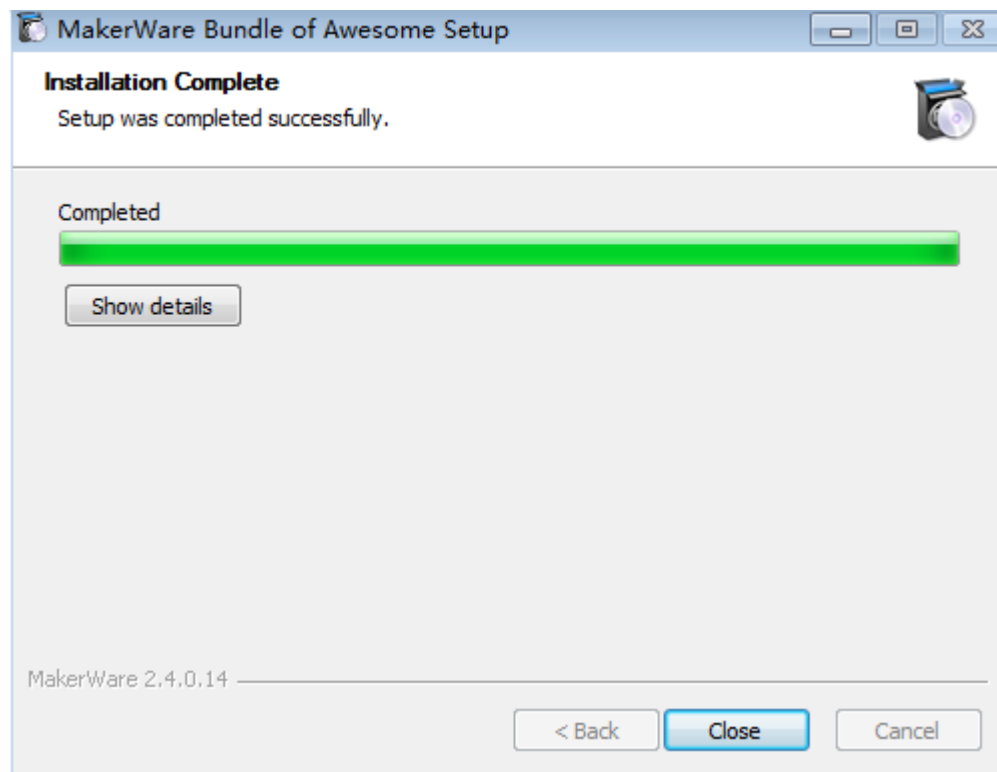 MakerWare Bundle of Awesome Setup
Installation Complete
Setup was completed successfully.
Completed
Show details
MakerWare 2.4.0.14
< Back
Close
Cancel